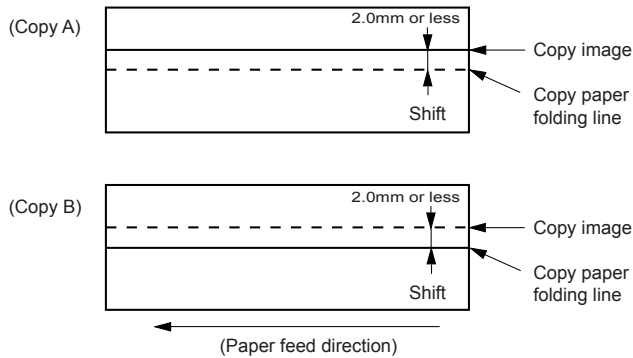 (Copy A)
2.0mm or less
Copy image
Copy paper
folding line
Shift
(Copy B)
2.0mm or less
Copy image
Copy paper
folding line
Shift
(Paper feed direction)